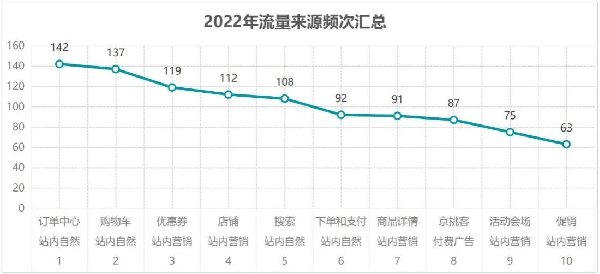 2022年流量来源频次汇总
160
140
120
100
80
60
40
20
0
142 137 119 112 108 92 91 87 75 63
订单中心 购物车 优惠券 店铺 搜索 下单和支付 商品详情 京挑客 活动会场 促销
站内自然 站内自然 站内营销 站内营销 站内自然 站内自然 站内营销 付费广告 站内营销 站内营销
1 2 3 4 5 6 7 8 9 10